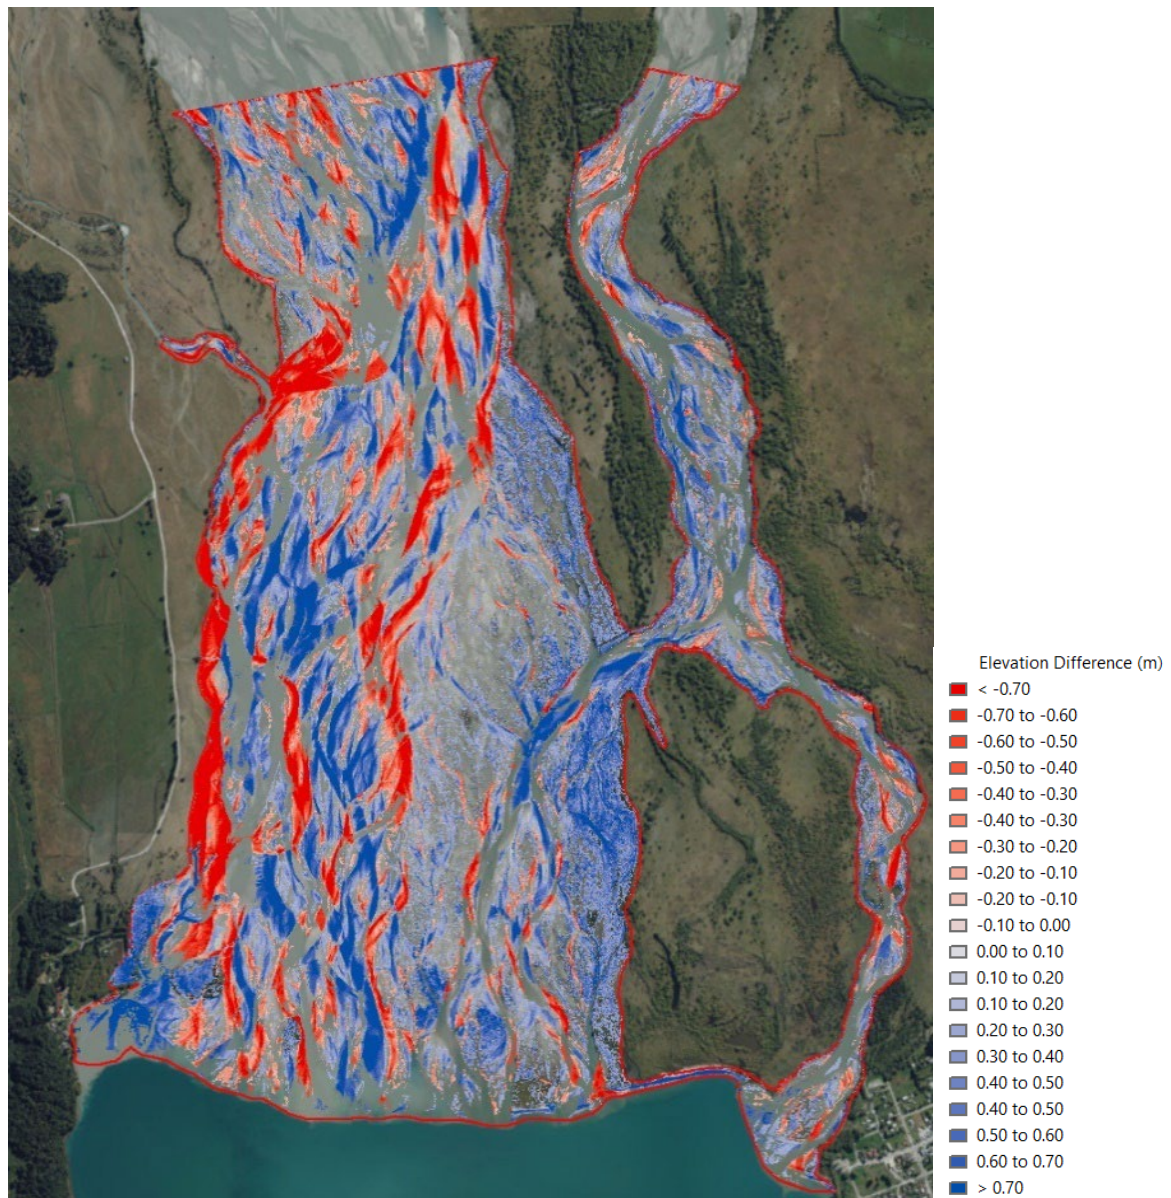 Elevation Difference (m)
< -0.70
-0.70 to -0.60
-0.60 to -0.50
-0.50 to -0.40
-0.40 to -0.30
-0.40 to -0.30
-0.30 to -0.20
-0.20 to -0.10
-0.20 to -0.10
-0.10 to 0.00
0.00 to 0.10
0.10 to 0.20
0.10 to 0.20
0.20 to 0.30
0.30 to 0.40
0.40 to 0.50
0.40 to 0.50
0.50 to 0.60
0.60 to 0.70
> 0.70